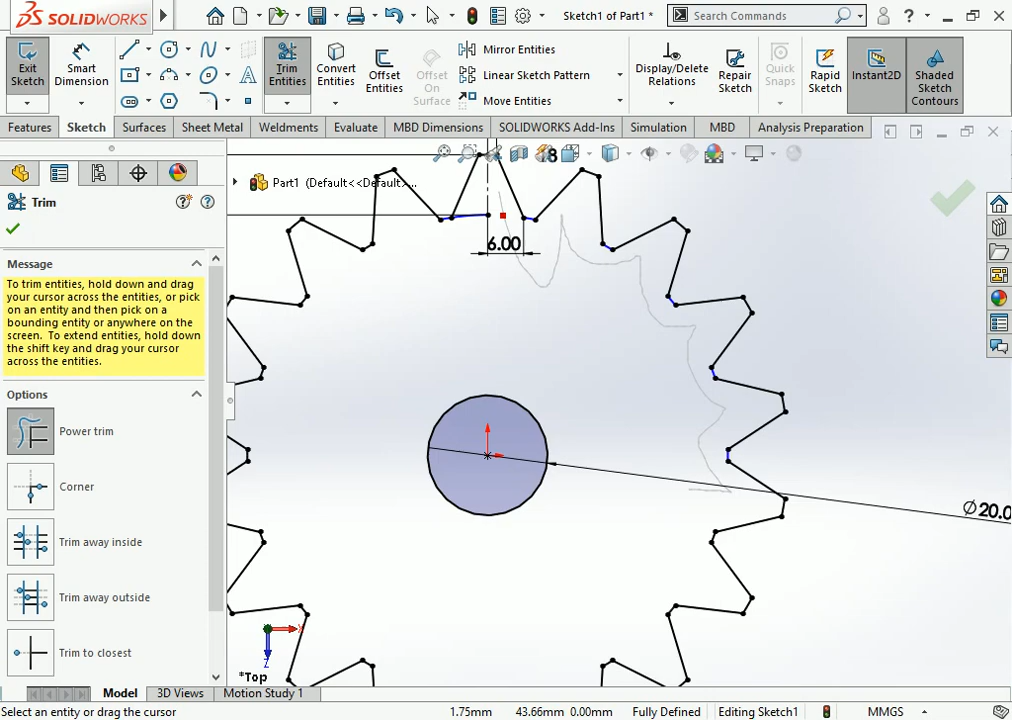 SOLIDWORKS
Sketch1 of Part1 *
Search Commands
Exit Sketch
Smart Dimension
Trim Entities
Convert Entities
Offset Entities
Offset On Surface
Mirror Entities
Linear Sketch Pattern
Move Entities
Display/Delete Relations
Repair Sketch
Quick Snaps
Rapid Sketch
Instant2D
Shaded Sketch Contours
Features Sketch Surfaces Sheet Metal Weldments Evaluate MBD Dimensions SOLIDWORKS Add-Ins Simulation MBD Analysis Preparation
Part1 (Default<<Default>...
Trim
Message
To trim entities, hold down and drag
your cursor across the entities, or pick
on an entity and then pick on a
bounding entity or anywhere on the
screen. To extend entities, hold down
the shift key and drag your cursor
across the entities.
Options
Power trim
Corner
Trim away inside
Trim away outside
Trim to closest
8
6.00
Ø20.0
X
Z
*Top
Model 3D Views Motion Study 1
Select an entity or drag the cursor
1.75mm 43.66mm 0.00mm Fully Defined Editing Sketch1 MMGS